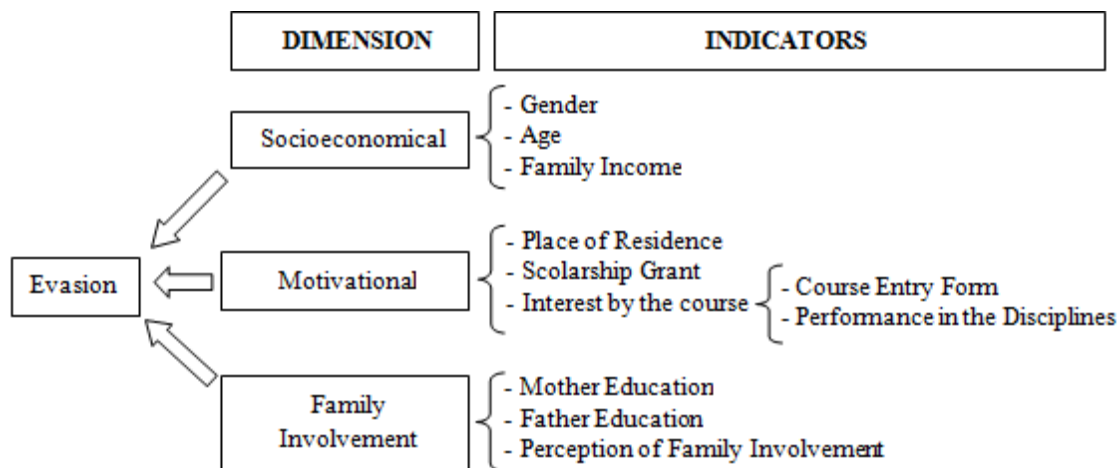 DIMENSION
INDICATORS
Socioeconomical
- Gender
- Age
- Family Income
Evasion
Motivational
- Place of Residence
- Scolarship Grant
- Interest by the course
- Course Entry Form
- Performance in the Disciplines
Family
Involvement
- Mother Education
- Father Education
- Perception of Family Involvement